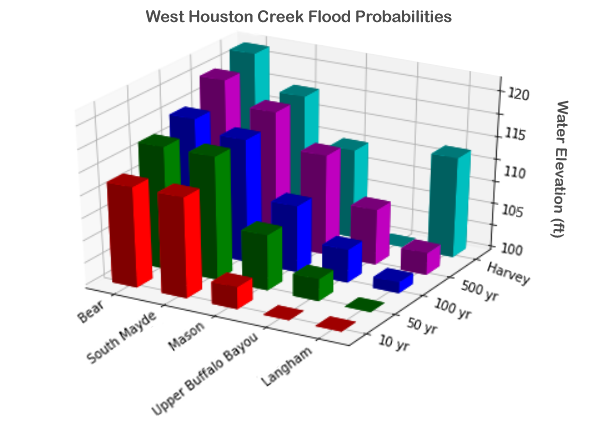 West Houston Creek Flood Probabilities
120
115
110
105
100
Water Elevation (ft)
Harvey
500 yr
100 yr
50 yr
10 yr
Bear
South Mayde
Mason
Upper Buffalo Bayou
Langham